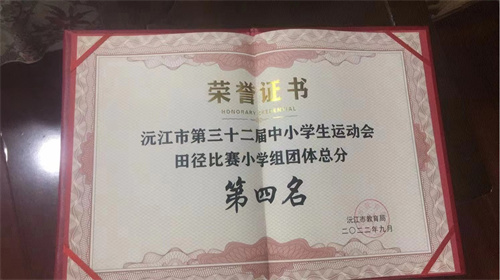 荣誉证书
沅江市第三十二届中小学生运动会
田径比赛小学组团体总分
第四名
沅江市教育局
二〇二二年九月